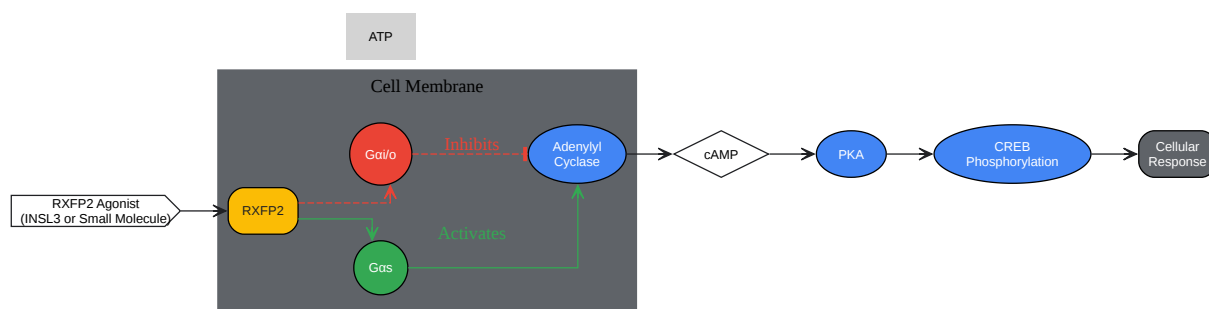 ATP
Cell Membrane
Gαi/o
Inhibits
Adenylyl
Cyclase
cAMP
PKA
CREB
Phosphorylation
Cellular
Response
RXFP2 Agonist
(INSL3 or Small Molecule)
RXFP2
Activates
Gαs